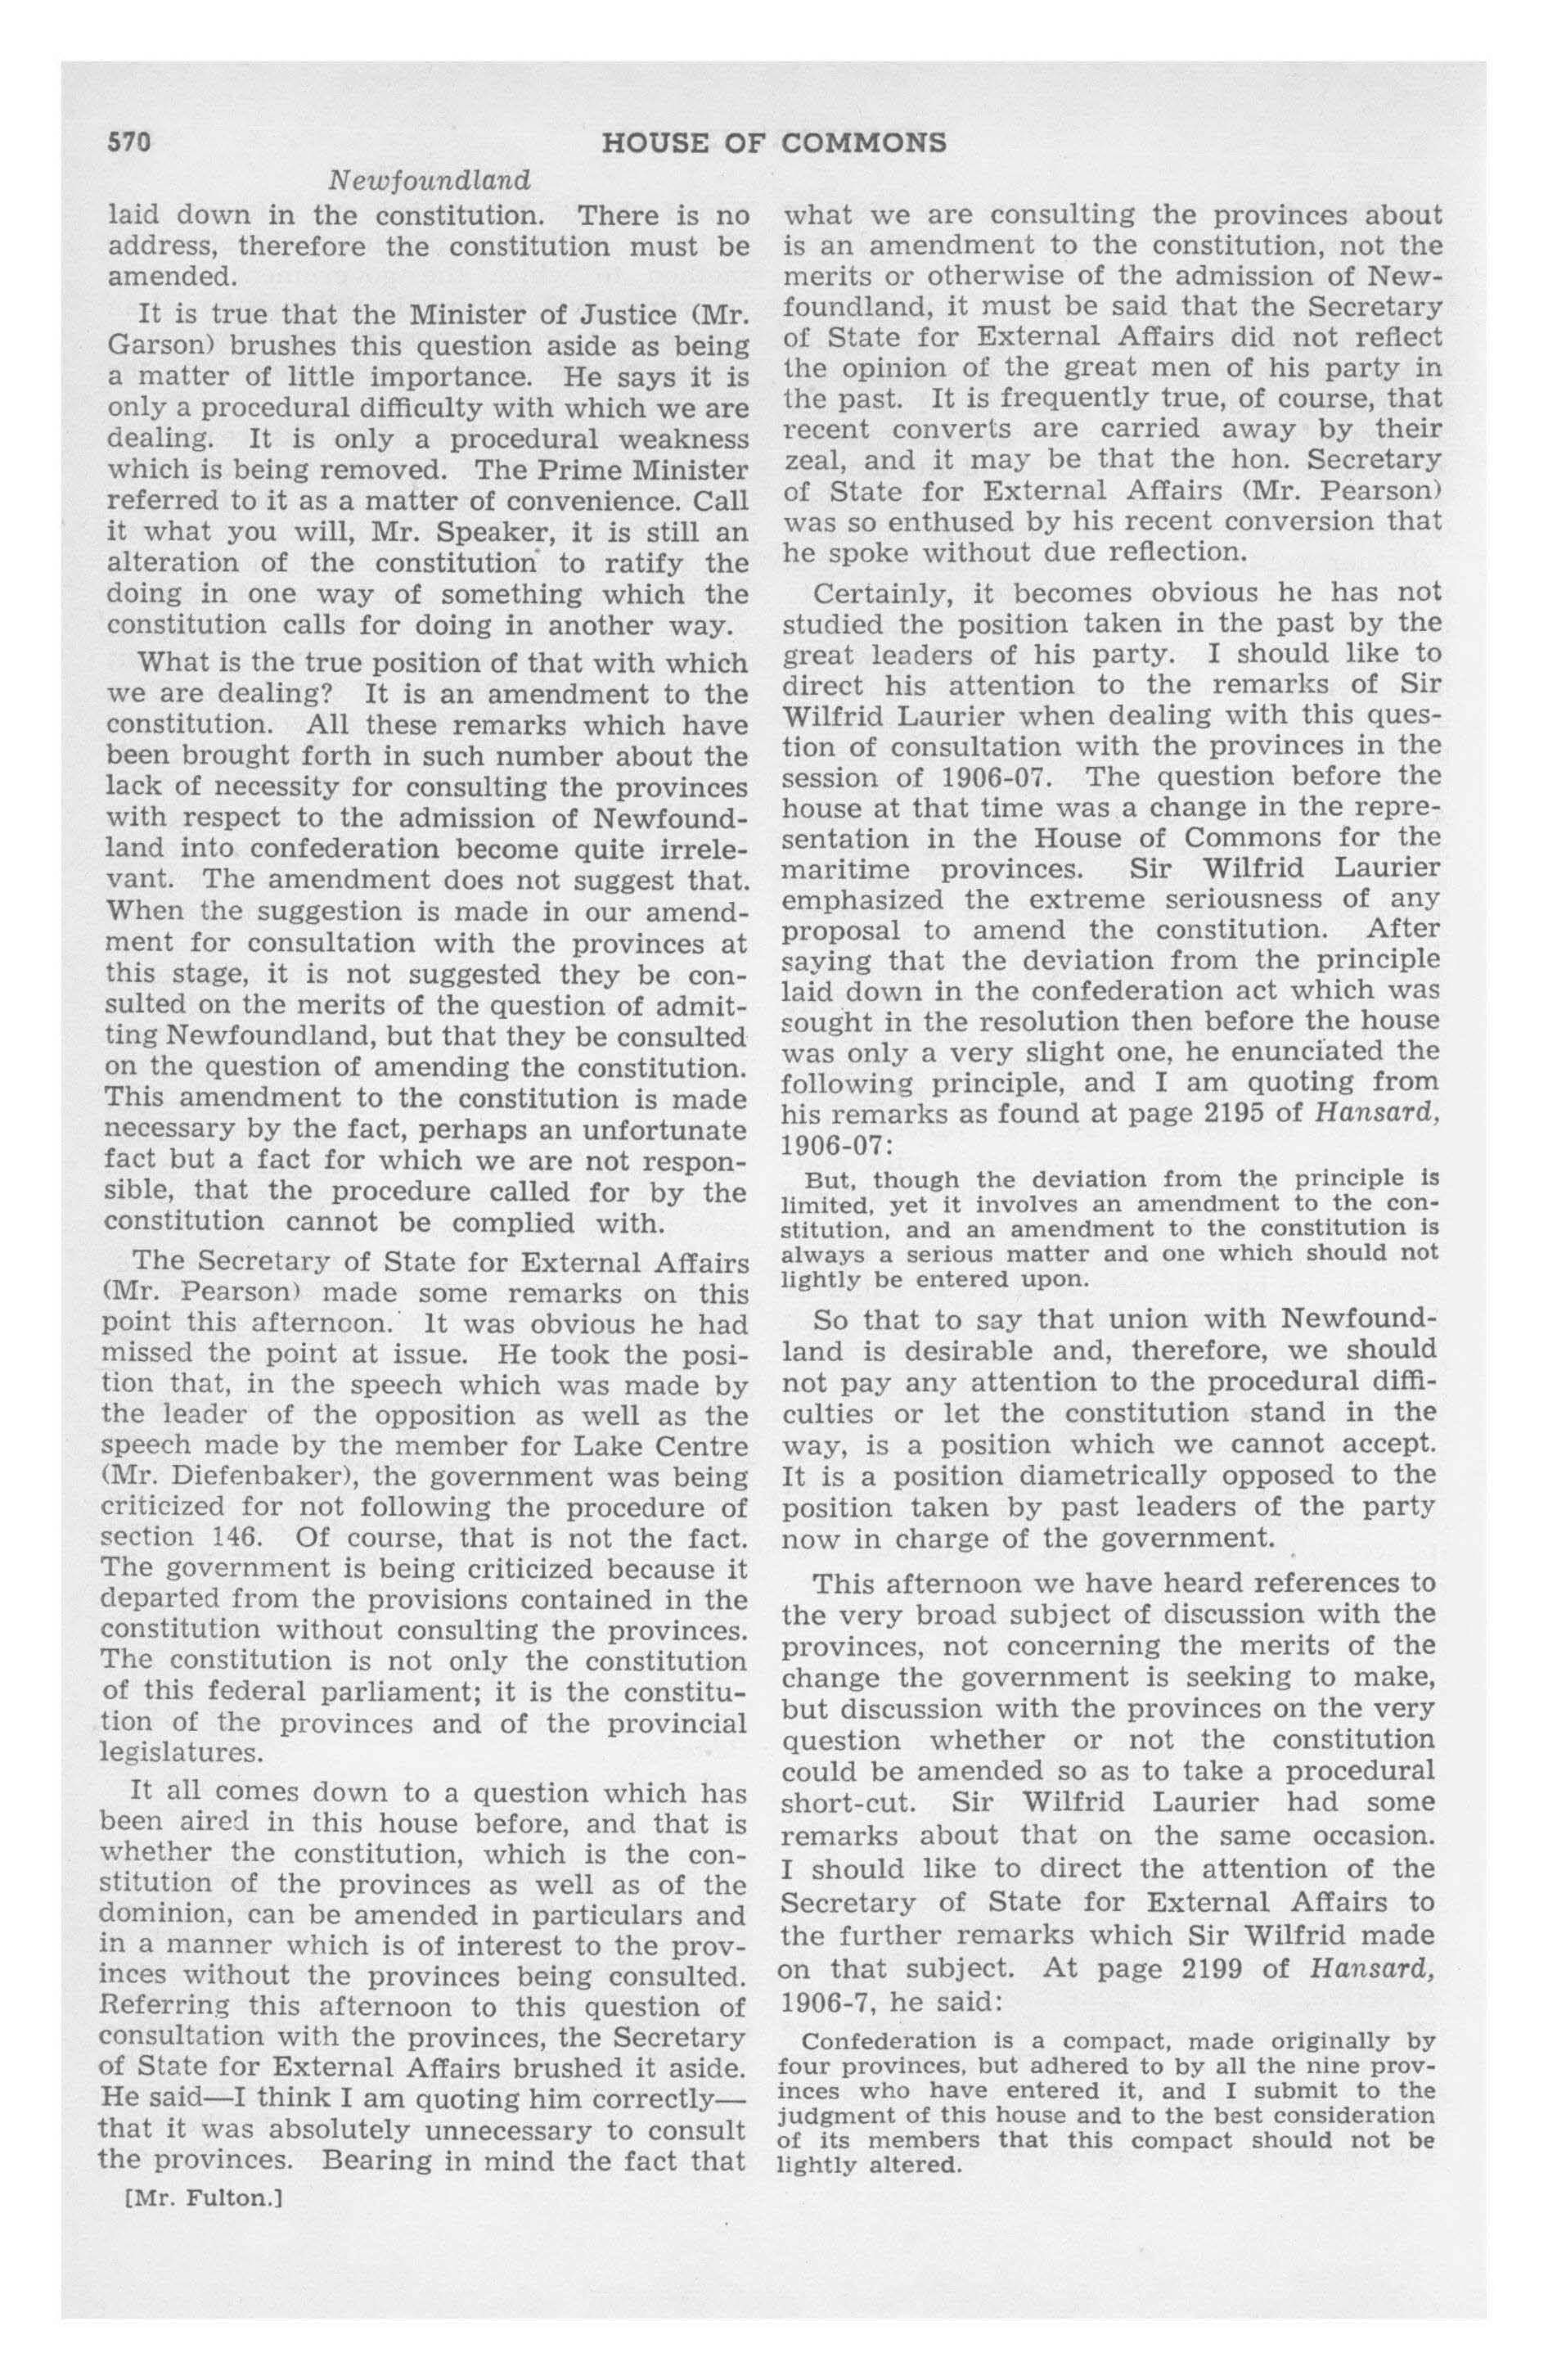 570
HOUSE OF COMMONS
Newfoundland
laid down in the constitution. There is no
address, therefore the constitution must be
amended.
It is true that the Minister of Justice (Mr.
Garson) brushes this question aside as being
a matter of little importance. He says it is
only a procedural difficulty with which we are
dealing. It is only a procedural weakness
which is being removed. The Prime Minister
referred to it as a matter of convenience. Call
it what you will, Mr. Speaker, it is still an
alteration of the constitution to ratify the
doing in one way of something which the
constitution calls for doing in another way.
What is the true position of that with which
we are dealing? It is an amendment to the
constitution. All these remarks which have
been brought forth in such number about the
lack of necessity for consulting the provinces
with respect to the admission of Newfound-
land into confederation become quite irrele-
vant. The amendment does not suggest that.
When the suggestion is made in our amend-
ment for consultation with the provinces at
this stage, it is not suggested they be con-
sulted on the merits of the question of admit-
ting Newfoundland, but that they be consulted
on the question of amending the constitution.
This amendment to the constitution is made
necessary by the fact, perhaps an unfortunate
fact but a fact for which we are not respon-
sible, that the procedure called for by the
constitution cannot be complied with.
The Secretary of State for External Affairs
(Mr. Pearson) made some remarks on this
point this afternoon. It was obvious he had
missed the point at issue. He took the posi-
tion that, in the speech which was made by
the leader of the opposition as well as the
speech made by the member for Lake Centre
(Mr. Diefenbaker), the government was being
criticized for not following the procedure of
section 146. Of course, that is not the fact.
The government is being criticized because it
departed from the provisions contained in the
constitution without consulting the provinces.
The constitution is not only the constitution
of this federal parliament; it is the constitu-
tion of the provinces and of the provincial
legislatures.
It all comes down to a question which has
been aired in this house before, and that is
whether the constitution, which is the con-
stitution of the provinces as well as of the
dominion, can be amended in particulars and
in a manner which is of interest to the prov-
inces without the provinces being consulted.
Referring this afternoon to this question of
consultation with the provinces, the Secretary
of State for External Affairs brushed it aside.
He said—I think I am quoting him correctly—
that it was absolutely unnecessary to consult
the provinces. Bearing in mind the fact that
[Mr. Fulton.]
what we are consulting the provinces about
is an amendment to the constitution, not the
merits or otherwise of the admission of New-
foundland, it must be said that the Secretary
of State for External Affairs did not reflect
the opinion of the great men of his party in
the past. It is frequently true, of course, that
recent converts are carried away by their
zeal, and it may be that the hon. Secretary
of State for External Affairs (Mr. Pearson)
was so enthused by his recent conversion that
he spoke without due reflection.
Certainly, it becomes obvious he has not
studied the position taken in the past by the
great leaders of his party. I should like to
direct his attention to the remarks of Sir
Wilfrid Laurier when dealing with this ques-
tion of consultation with the provinces in the
session of 1906-07. The question before the
house at that time was a change in the repre-
sentation in the House of Commons for the
maritime provinces. Sir Wilfrid Laurier
emphasized the extreme seriousness of any
proposal to amend the constitution. After
saying that the deviation from the principle
laid down in the confederation act which was
sought in the resolution then before the house
was only a very slight one, he enunciated the
following principle, and I am quoting from
his remarks as found at page 2195 of Hansard,
1906-07:
But, though the deviation from the principle is
limited, yet it involves an amendment to the con-
stitution, and an amendment to the constitution is
always a serious matter and one which should not
lightly be entered upon.
So that to say that union with Newfound-
land is desirable and, therefore, we should
not pay any attention to the procedural diffi-
culties or let the constitution stand in the
way, is a position which we cannot accept.
It is a position diametrically opposed to the
position taken by past leaders of the party
now in charge of the government.
This afternoon we have heard references to
the very broad subject of discussion with the
provinces, not concerning the merits of the
change the government is seeking to make,
but discussion with the provinces on the very
question whether or not the constitution
could be amended so as to take a procedural
short-cut. Sir Wilfrid Laurier had some
remarks about that on the same occasion.
I should like to direct the attention of the
Secretary of State for External Affairs to
the further remarks which Sir Wilfrid made
on that subject. At page 2199 of Hansard,
1906-7, he said:
Confederation is a compact, made originally by
four provinces, but adhered to by all the nine prov-
inces who have entered it, and I submit to the
judgment of this house and to the best consideration
of its members that this compact should not be
lightly altered.